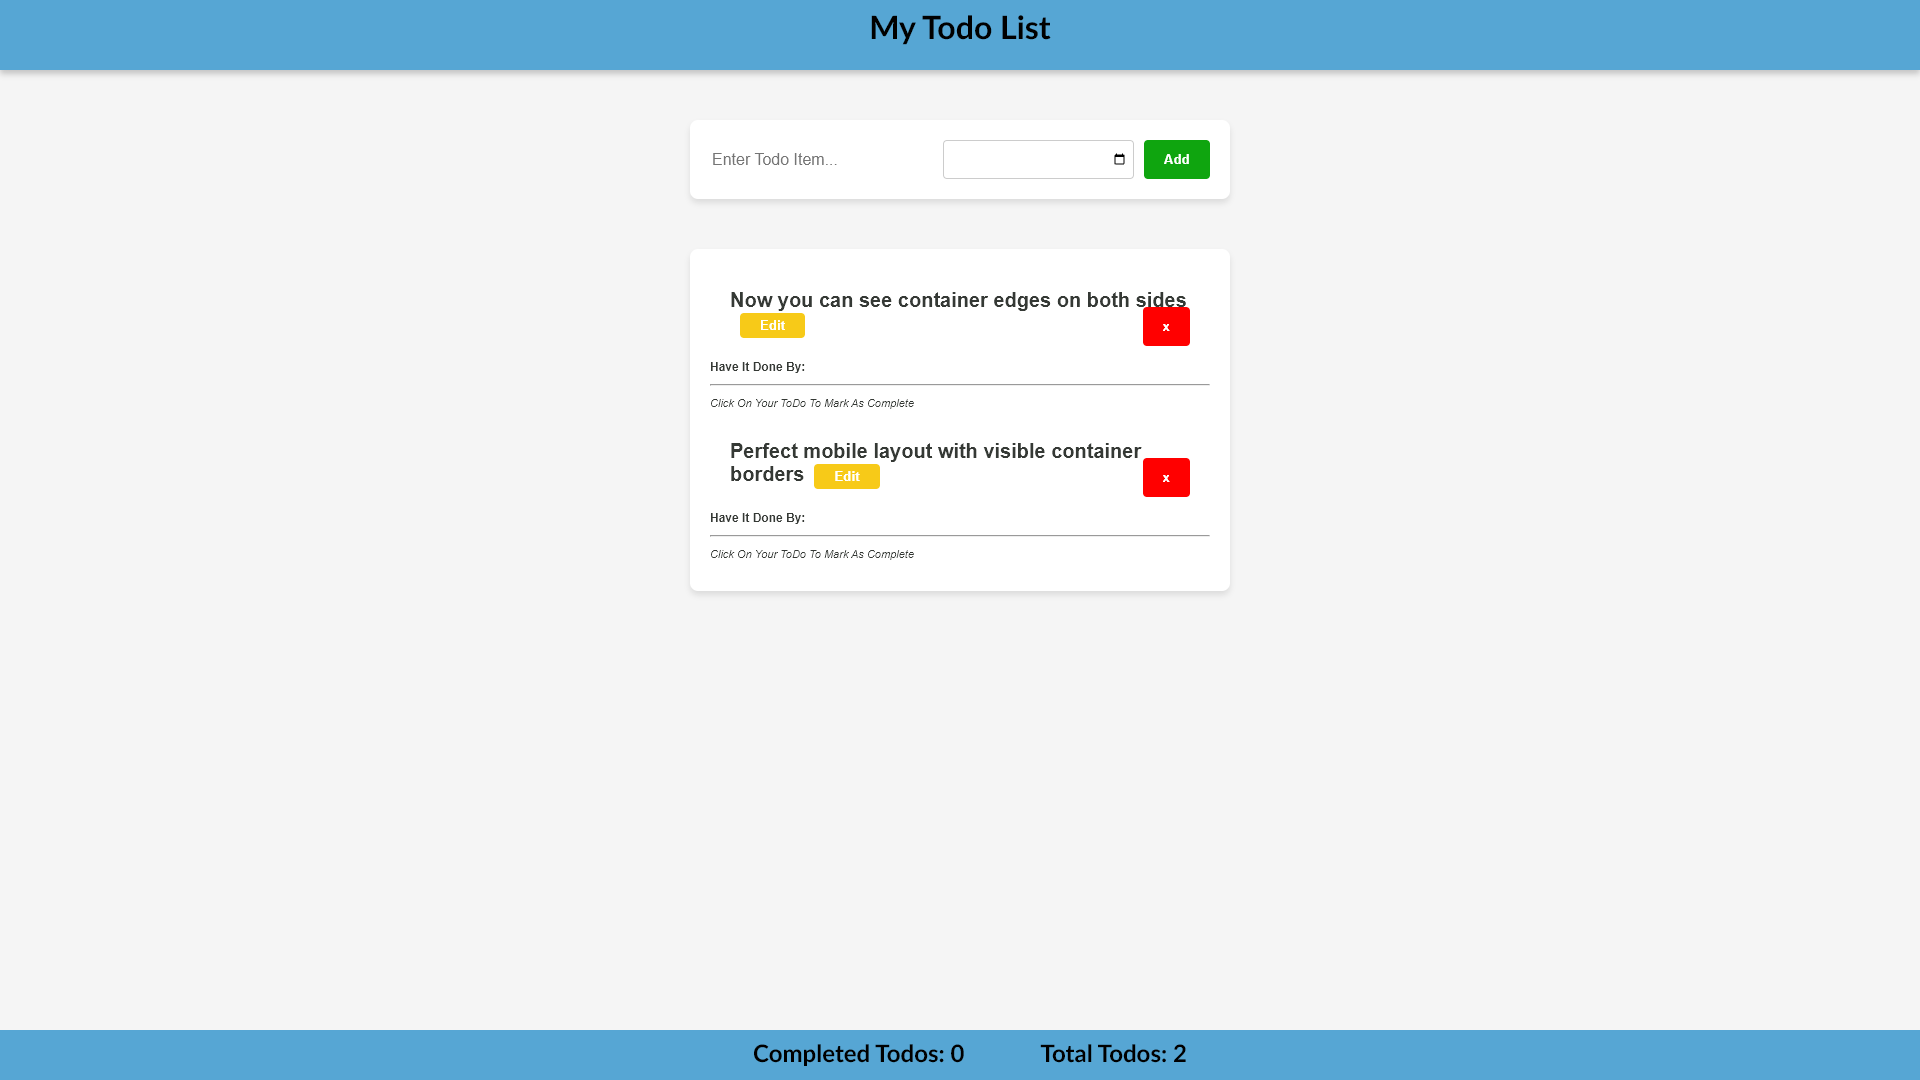 My Todo List
Enter Todo Item...
Add
Now you can see container edges on both sides
Edit
x
Have It Done By:
Click On Your ToDo To Mark As Complete
Perfect mobile layout with visible container
borders Edit
x
Have It Done By:
Click On Your ToDo To Mark As Complete
Completed Todos: 0 Total Todos: 2